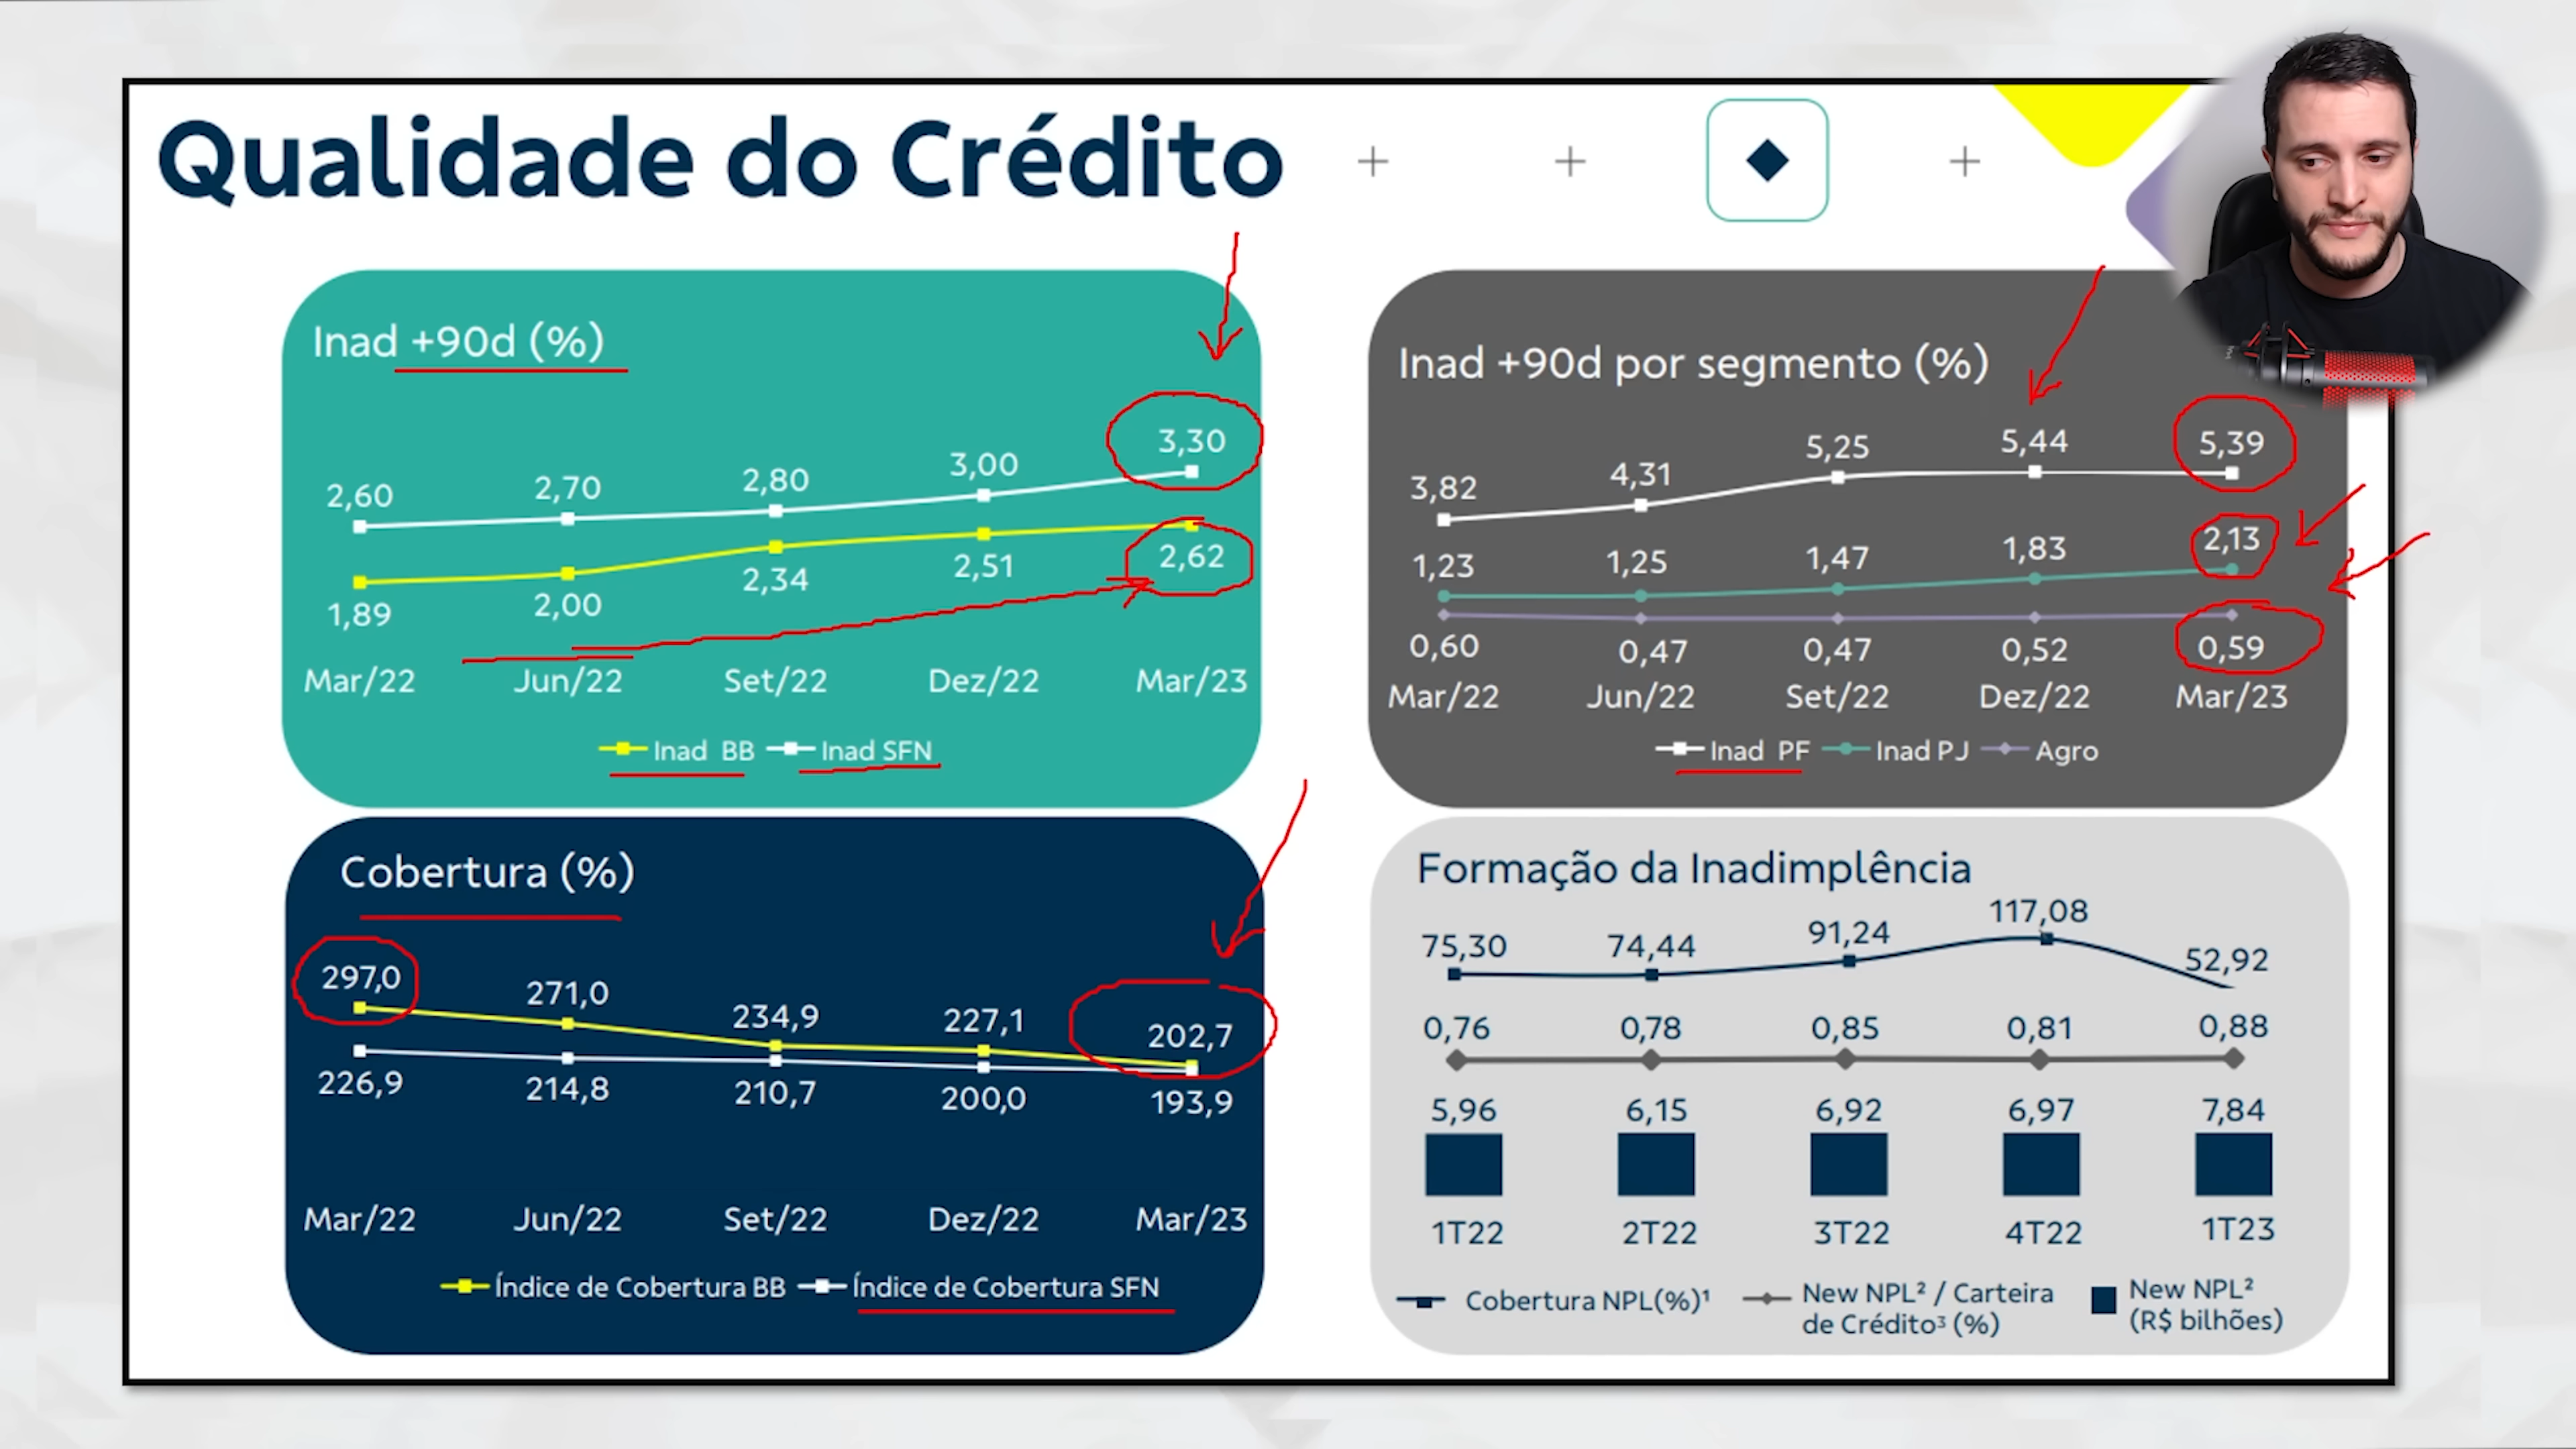 Qualidade do Crédito
Inad +90d (%)
3,30
3,00
2,80
2,70
2,60
2,62
2,51
2,34
2,00
1,89
Mar/22 Jun/22 Set/22 Dez/22 Mar/23
Inad BB Inad SFN
Inad +90d por segmento (%)
3,82 4,31 5,25 5,44 5,39
1,23 1,25 1,47 1,83 2,13
0,60 0,47 0,47 0,52 0,59
Mar/22 Jun/22 Set/22 Dez/22 Mar/23
Inad PF Inad PJ Agro
Cobertura (%)
297,0 271,0 234,9 227,1 202,7
226,9 214,8 210,7 200,0 193,9
Mar/22 Jun/22 Set/22 Dez/22 Mar/23
Índice de Cobertura BB Índice de Cobertura SFN
Formação da Inadimplência
75,30 74,44 91,24 117,08 52,92
0,76 0,78 0,85 0,81 0,88
5,96 6,15 6,92 6,97 7,84
1T22 2T22 3T22 4T22 1T23
Cobertura NPL(%)¹
New NPL² / Carteira
de Crédito³ (%)
New NPL²
(R$ bilhões)